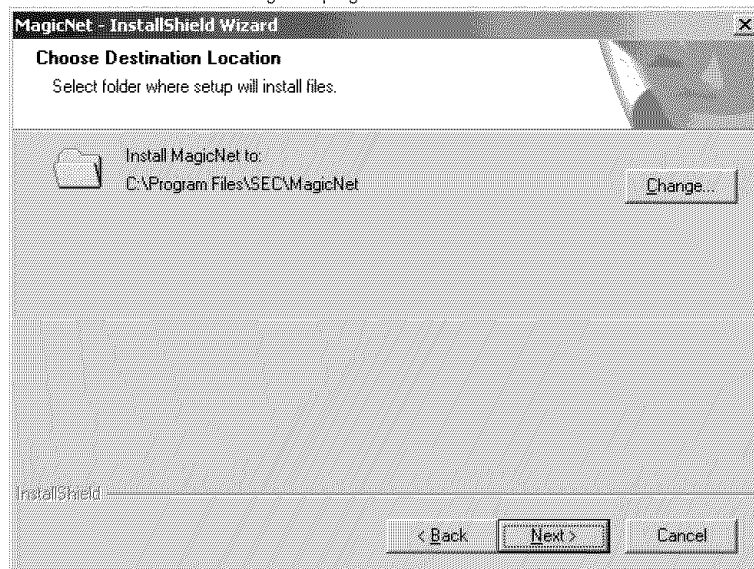 MagicNet - InstallShield Wizard
Choose Destination Location
Select folder where setup will install files.
Install MagicNet to:
C:\Program Files\SEC\MagicNet
Change...
InstallShield
< Back Next > Cancel